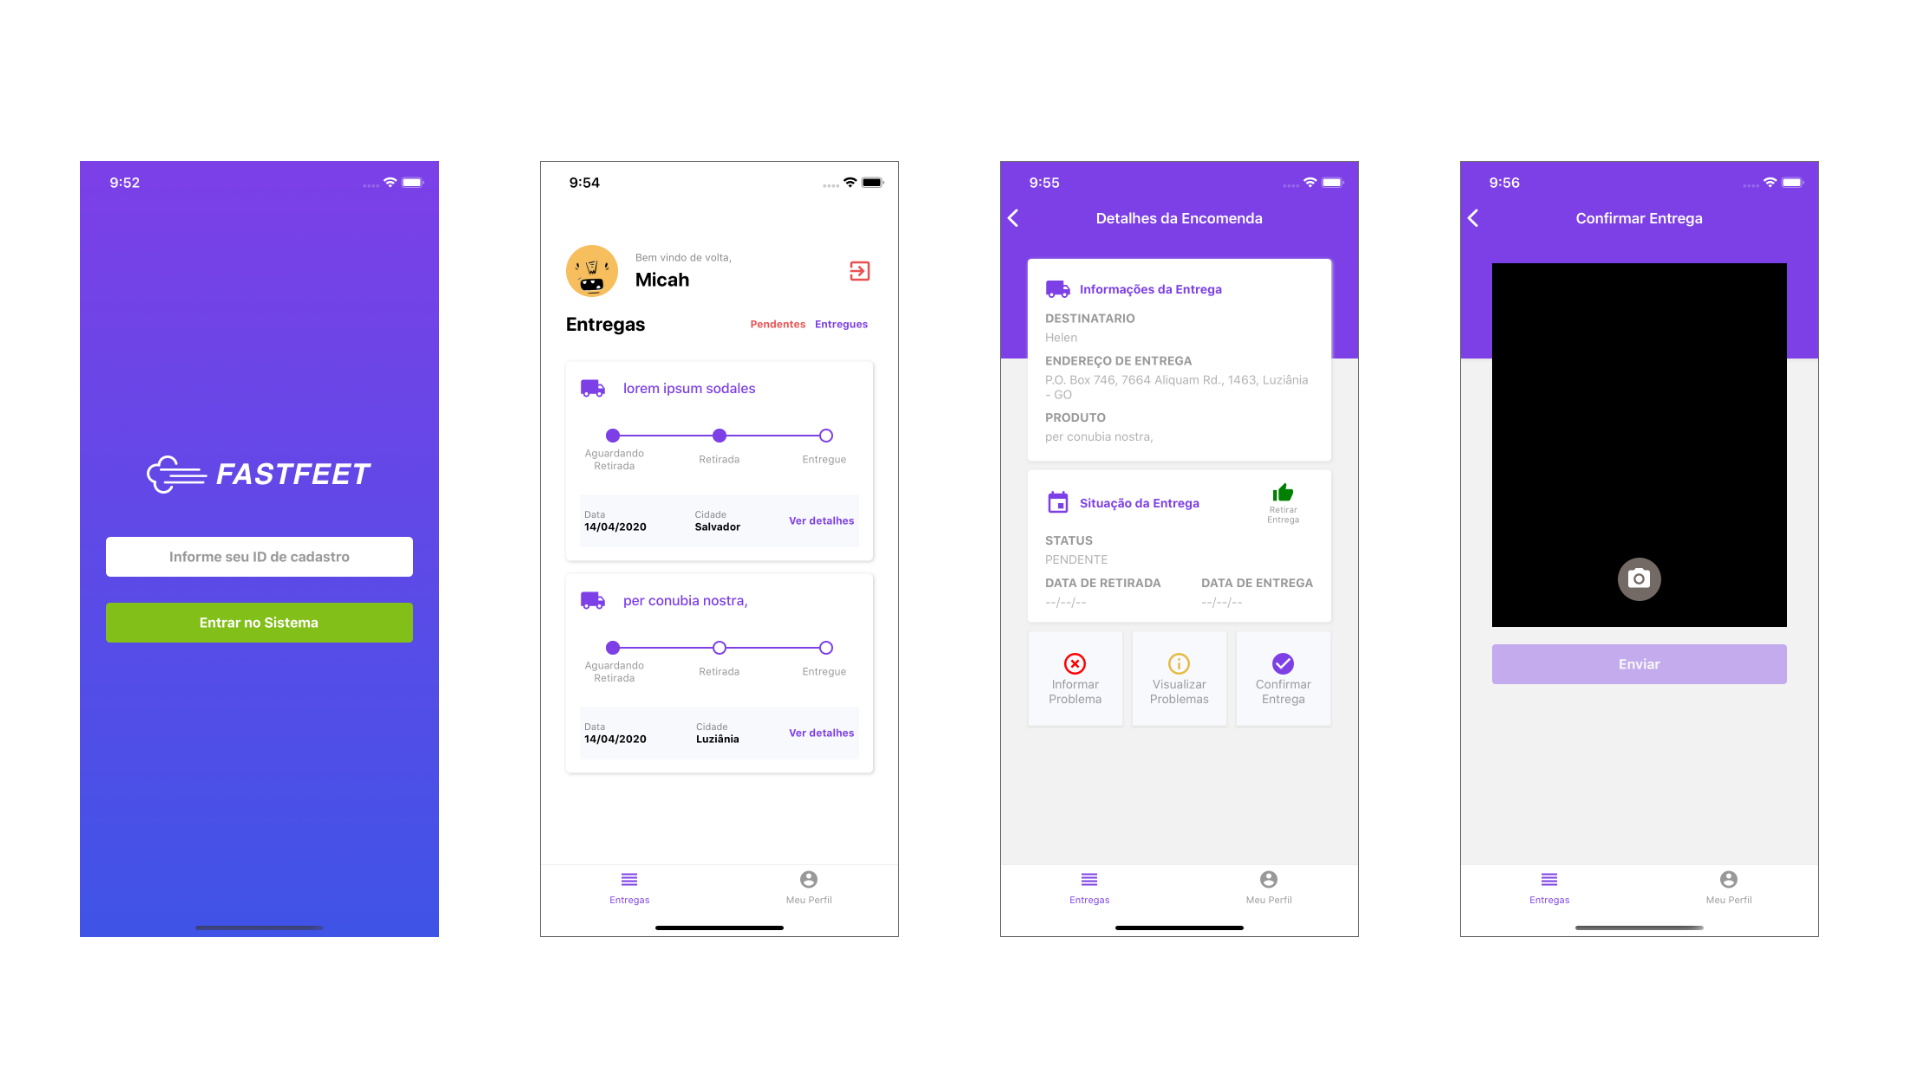 9:52
FASTFEET
Informe seu ID de cadastro
Entrar no Sistema
9:54
Bem vindo de volta,
Micah
Entregas
Pendentes Entregues
lorem ipsum sodales
Aguardando
Retirada
Retirada
Entregue
Data
14/04/2020
Cidade
Salvador
Ver detalhes
per conubia nostra,
Aguardando
Retirada
Retirada
Entregue
Data
14/04/2020
Cidade
Luziânia
Ver detalhes
Entregas
Meu Perfil
9:55
Detalhes da Encomenda
Informações da Entrega
DESTINATARIO
Helen
ENDEREÇO DE ENTREGA
P.O. Box 746, 7664 Aliquam Rd., 1463, Luziânia
- GO
PRODUTO
per conubia nostra,
Situação da Entrega
Retirar
Entrega
STATUS
PENDENTE
DATA DE RETIRADA
--/--/--
DATA DE ENTREGA
--/--/--
Informar
Problema
Visualizar
Problemas
Confirmar
Entrega
Entregas
Meu Perfil
9:56
Confirmar Entrega
Enviar
Entregas
Meu Perfil